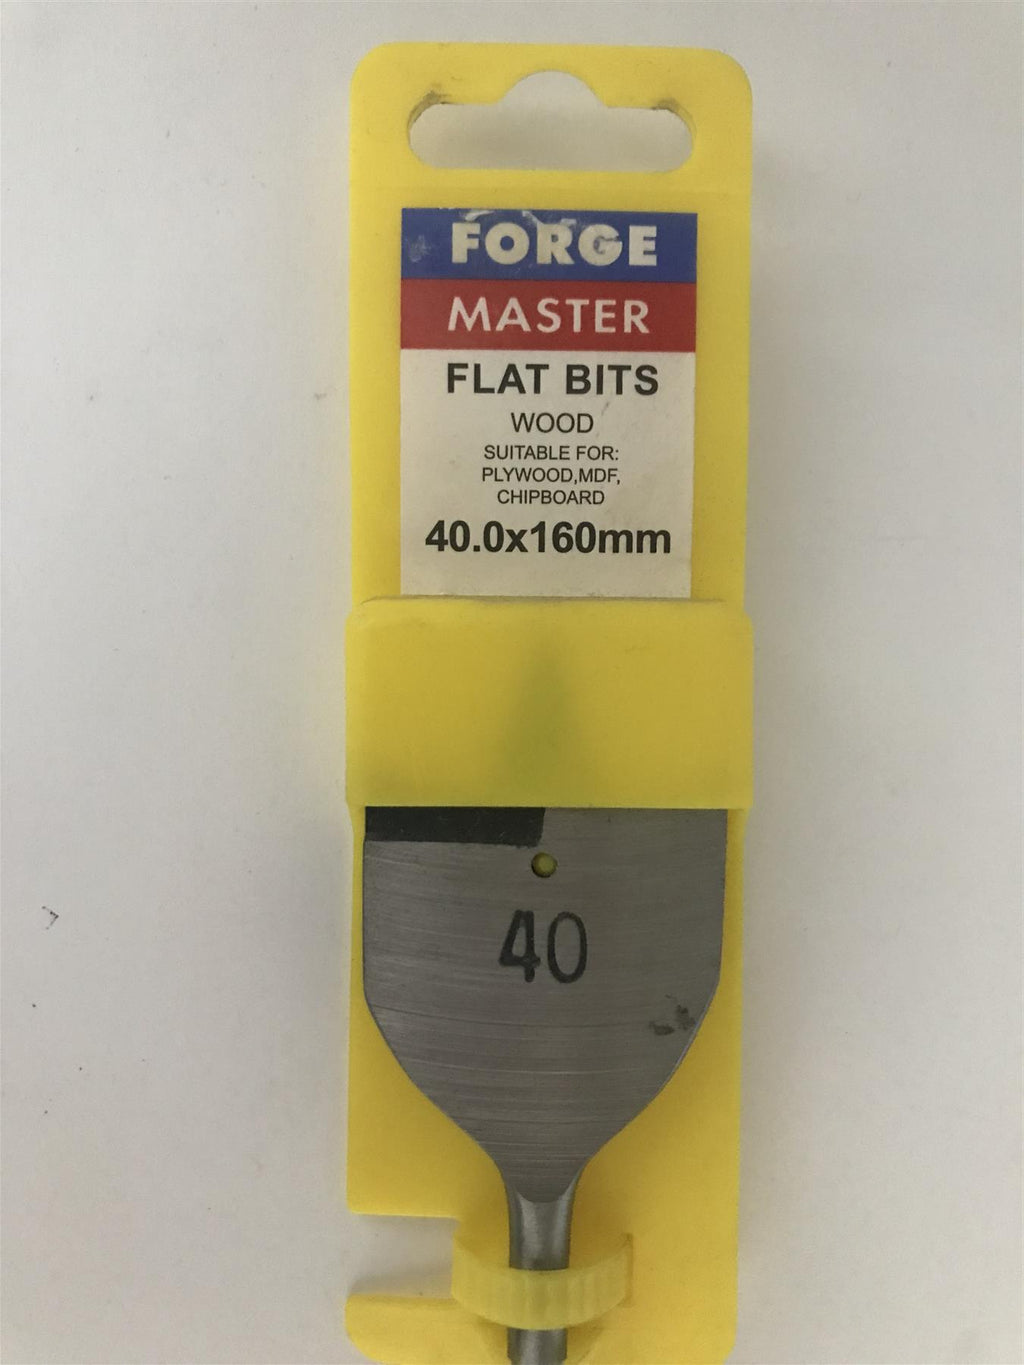 FORGE
MASTER
FLAT BITS
WOOD
SUITABLE FOR:
PLYWOOD,MDF,
CHIPBOARD
40.0x160mm
40